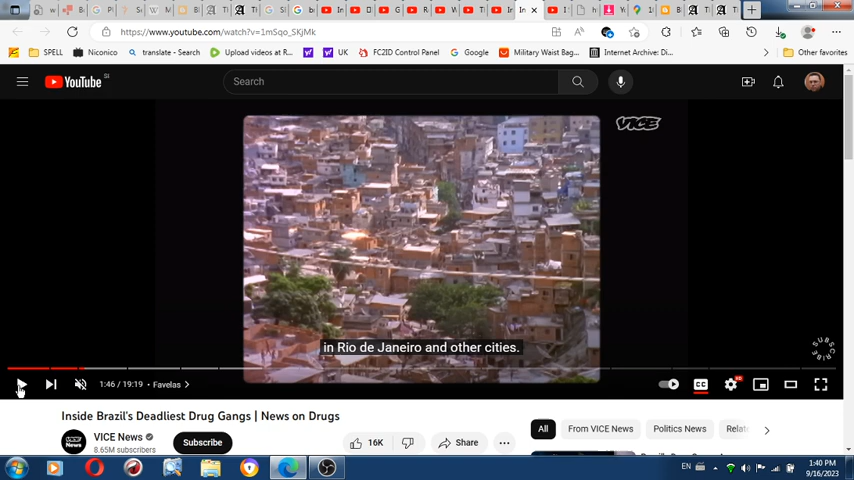 https://www.youtube.com/watch?v=1mSqo_SKjMk
SPELL
Niconico
translate - Search
Upload videos at R...
UK
FC2ID Control Panel
Google
Military Waist Bag...
Internet Archive: Di...
Other favorites
YouTube SI
Search
VICE
in Rio de Janeiro and other cities.
SUBSCRIBE
1:46 / 19:19 • Favelas
Inside Brazil's Deadliest Drug Gangs | News on Drugs
VICE News
8.65M subscribers
Subscribe
16K
Share
All
From VICE News
Politics News
Relat
EN
1:40 PM
9/16/2023